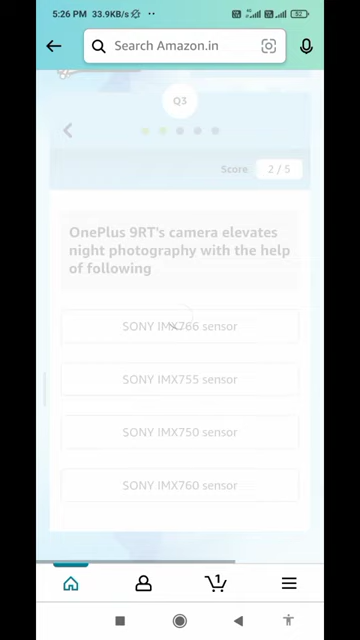 5:26 PM 33.9KB/s
52
Search Amazon.in
Q3
Score 2 / 5
OnePlus 9RT's camera elevates
night photography with the help
of following
SONY IMX766 sensor
SONY IMX755 sensor
SONY IMX750 sensor
SONY IMX760 sensor
1